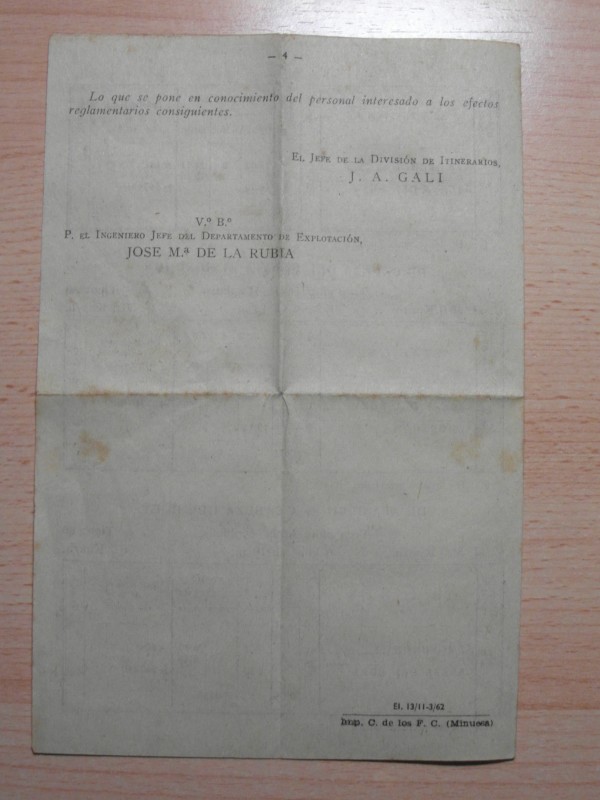 — 4 —
Lo que se pone en conocimiento del personal interesado a los efectos
reglamentarios consiguientes.
El Jefe de la División de Itinerarios,
J. A. GALI
V.º B.º
P. el Ingeniero Jefe del Departamento de Explotación,
JOSE M.ª DE LA RUBIA
El. 13/11-3/62
Imp. C. de los F. C. (Minuesa)